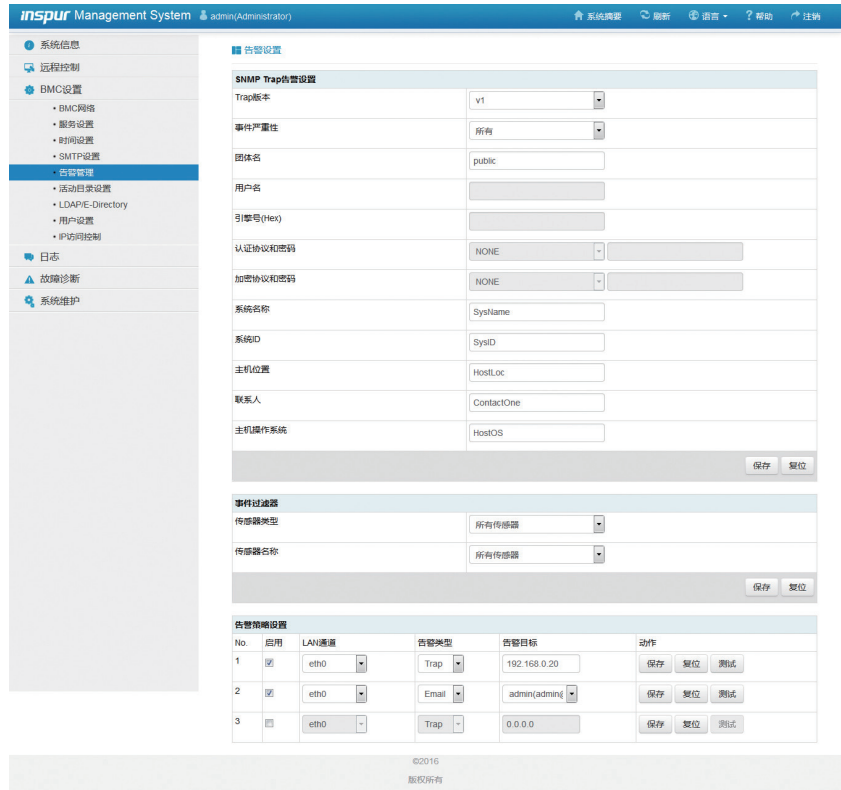 inspur Management System admin(Administrator) 系统摘要 刷新 语言 ? 帮助 注销
系统信息
远程控制
BMC设置
• BMC网络
• 服务设置
• 时间设置
• SMTP设置
• 告警管理
• 活动目录设置
• LDAP/E-Directory
• 用户设置
• IP访问控制
日志
故障诊断
系统维护
告警设置
SNMP Trap告警设置
Trap版本 v1
事件严重性 所有
团体名 public
用户名
引擎号(Hex)
认证协议和密码 NONE
加密协议和密码 NONE
系统名称 SysName
系统ID SysID
主机位置 HostLoc
联系人 ContactOne
主机操作系统 HostOS
保存 复位
事件过滤器
传感器类型 所有传感器
传感器名称 所有传感器
保存 复位
告警策略设置
No. 启用 LAN通道 告警类型 告警目标 动作
1 eth0 Trap 192.168.0.20 保存 复位 测试
2 eth0 Email admin(admin@ 保存 复位 测试
3 eth0 Trap 0.0.0.0 保存 复位 测试
©2016
版权所有